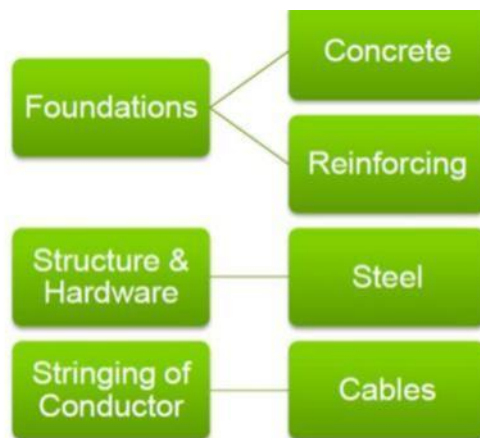 Foundations
Concrete
Reinforcing
Structure &
Hardware
Steel
Stringing of
Conductor
Cables